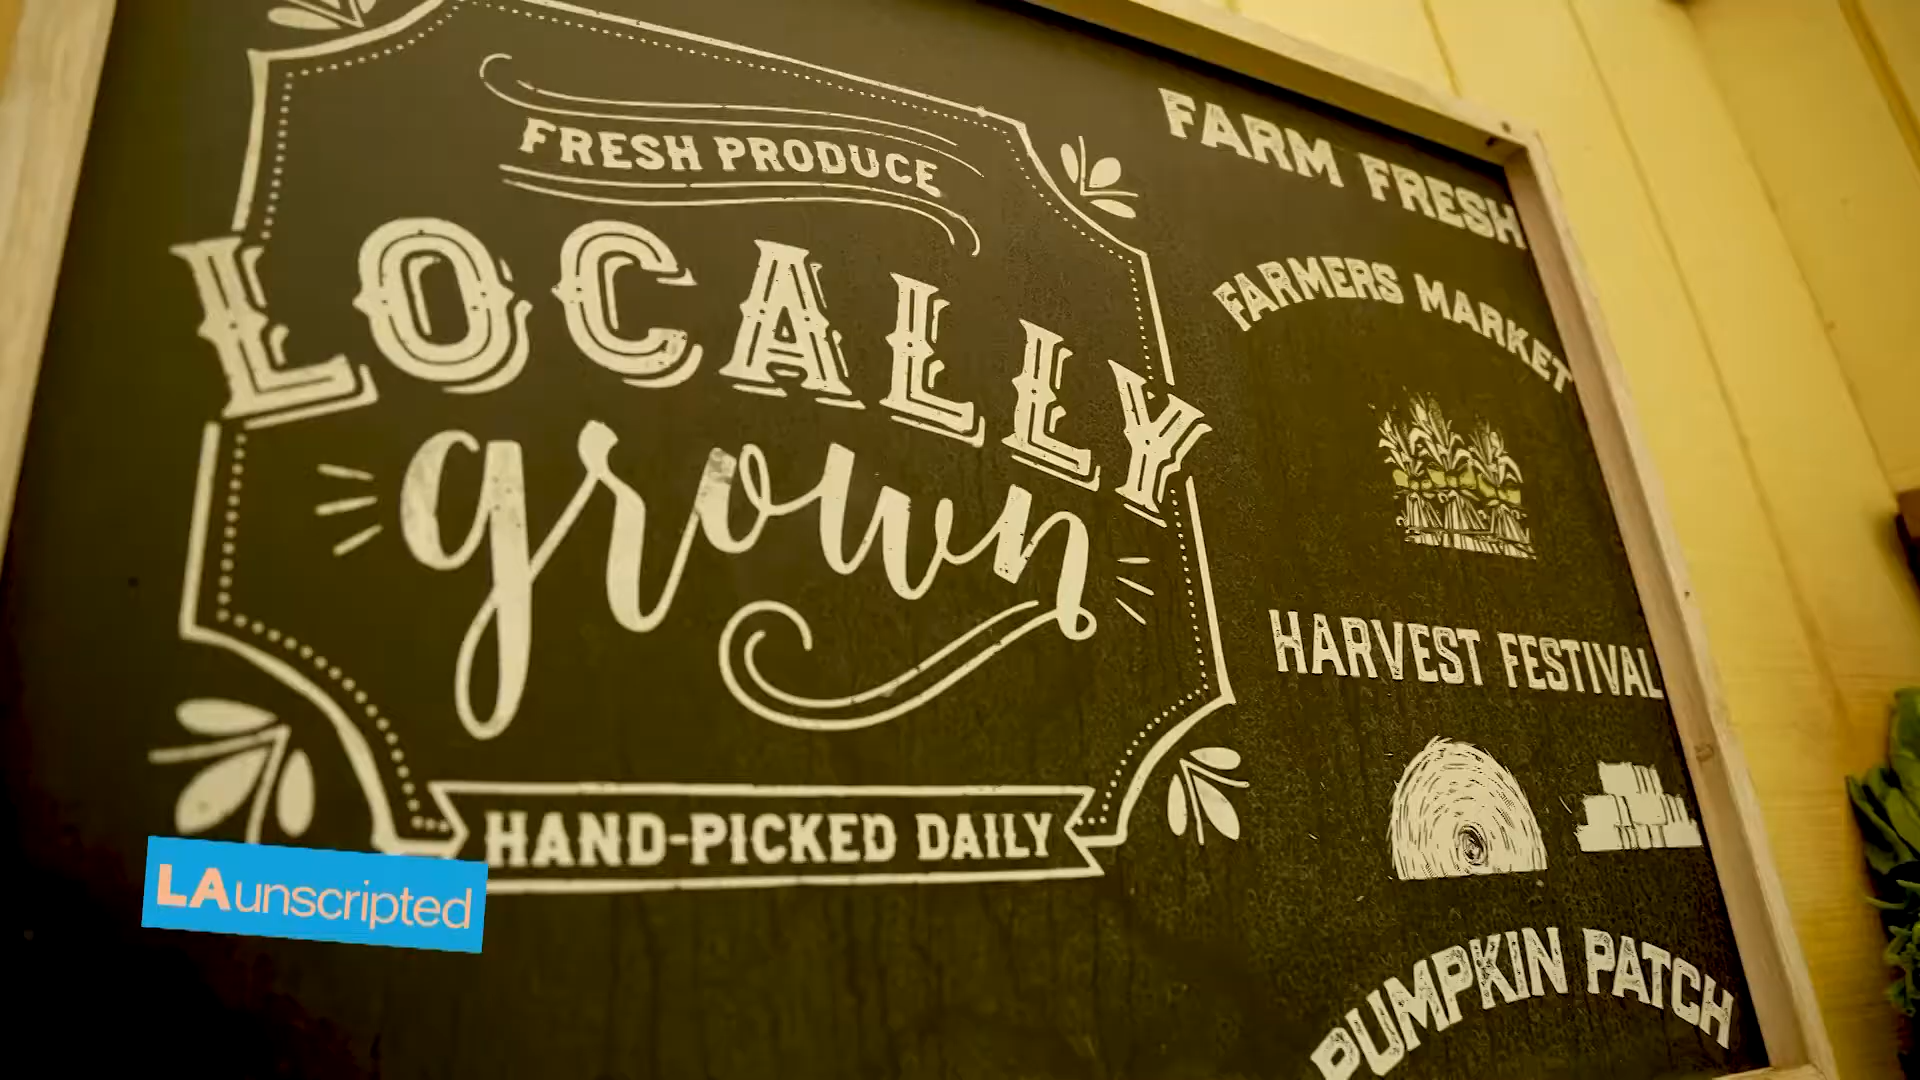 FRESH PRODUCE
LOCALLY
grown
HAND-PICKED DAILY
FARM FRESH
FARMERS MARKET
HARVEST FESTIVAL
PUMPKIN PATCH
LAunscripted